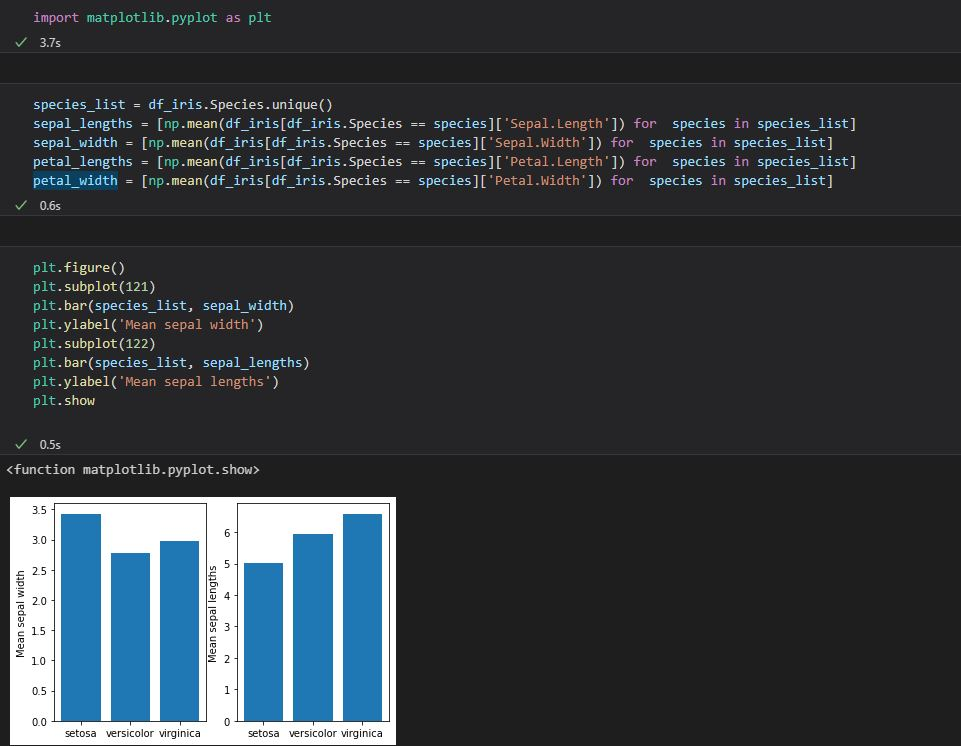 import matplotlib.pyplot as plt
3.7s
species_list = df_iris.Species.unique()
sepal_lengths = [np.mean(df_iris[df_iris.Species == species]['Sepal.Length']) for  species in species_list]
sepal_width = [np.mean(df_iris[df_iris.Species == species]['Sepal.Width']) for  species in species_list]
petal_lengths = [np.mean(df_iris[df_iris.Species == species]['Petal.Length']) for  species in species_list]
petal_width = [np.mean(df_iris[df_iris.Species == species]['Petal.Width']) for  species in species_list]
0.6s
plt.figure()
plt.subplot(121)
plt.bar(species_list, sepal_width)
plt.ylabel('Mean sepal width')
plt.subplot(122)
plt.bar(species_list, sepal_lengths)
plt.ylabel('Mean sepal lengths')
plt.show
0.5s
<function matplotlib.pyplot.show>
Mean sepal width
3.5
3.0
2.5
2.0
1.5
1.0
0.5
0.0
setosa versicolor virginica
Mean sepal lengths
6
5
4
3
2
1
0
setosa versicolor virginica